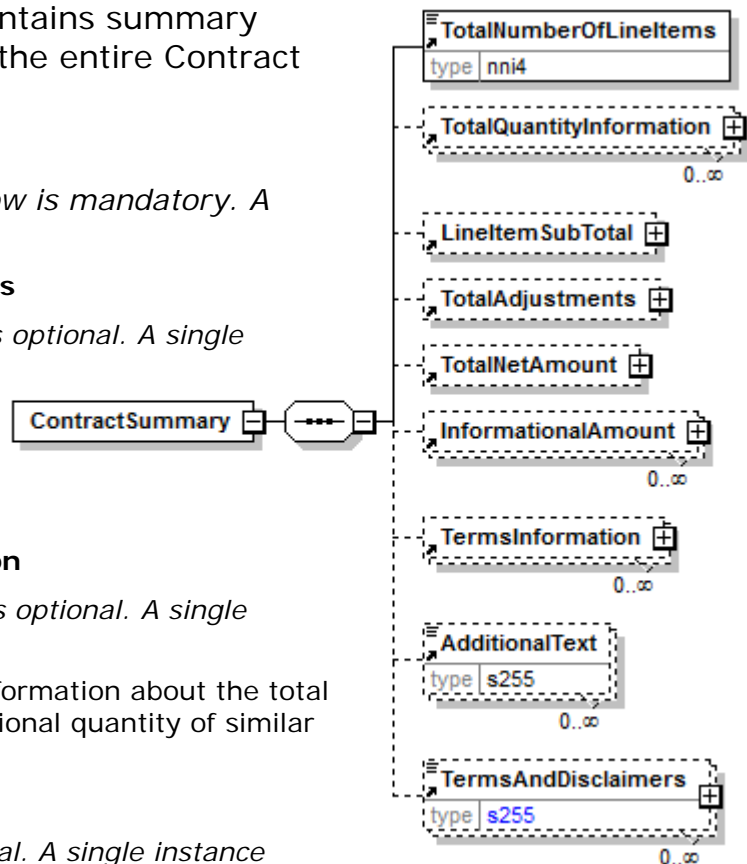 ntains summary
the entire Contract
w is mandatory. A
s
s optional. A single
on
s optional. A single
formation about the total
ional quantity of similar
al. A single instance
ContractSummary
TotalNumberOfLineItems
type nni4
TotalQuantityInformation
0..∞
LineItemSubTotal
TotalAdjustments
TotalNetAmount
InformationalAmount
0..∞
TermsInformation
0..∞
AdditionalText
type s255
0..∞
TermsAndDisclaimers
type s255
0..∞